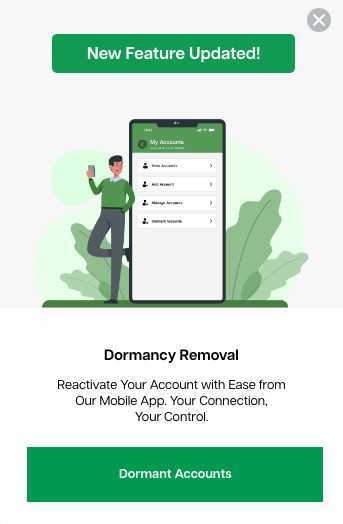 New Feature Updated!
My Accounts
View Accounts
Add Account
Manage Accounts
Dormant Accounts
Dormancy Removal
Reactivate Your Account with Ease from
Our Mobile App. Your Connection,
Your Control.
Dormant Accounts